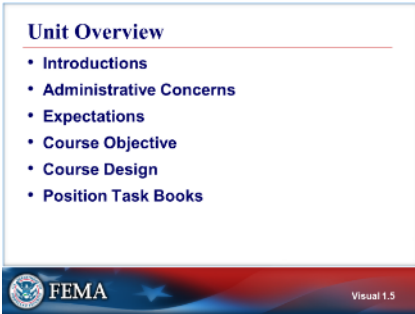 Unit Overview
• Introductions
• Administrative Concerns
• Expectations
• Course Objective
• Course Design
• Position Task Books
FEMA
Visual 1.5